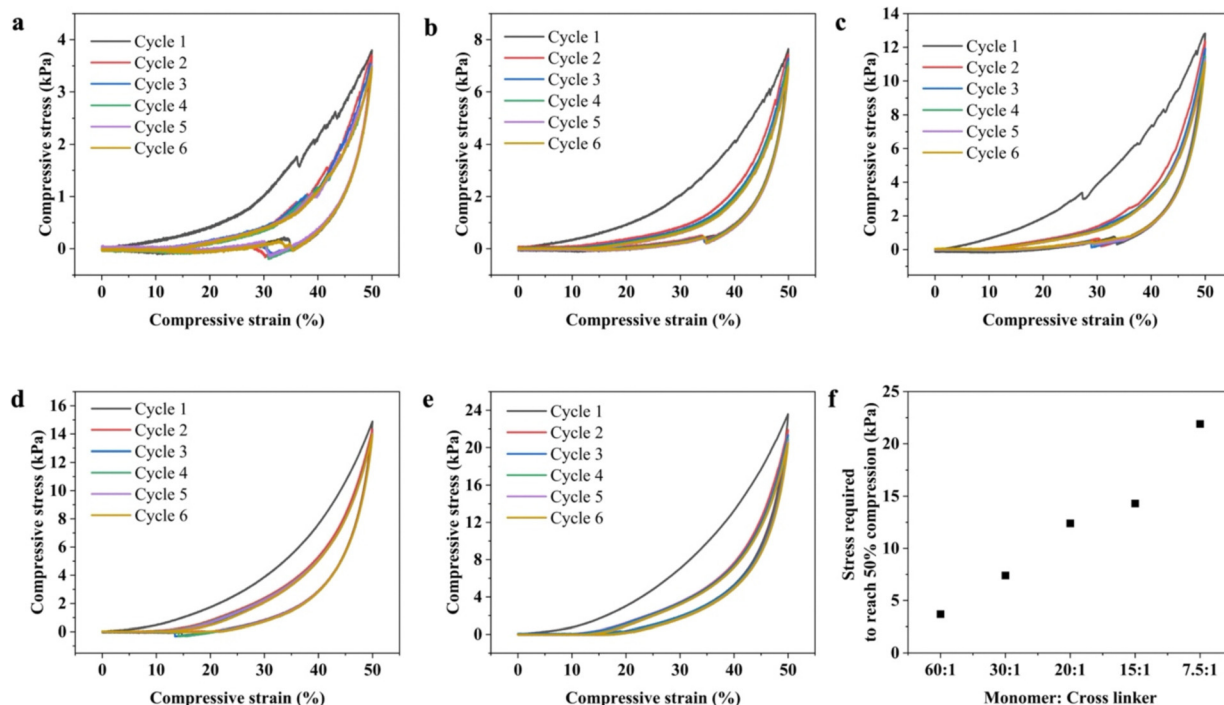 a
4
3
2
1
0
Compressive stress (kPa)
Cycle 1
Cycle 2
Cycle 3
Cycle 4
Cycle 5
Cycle 6
0 10 20 30 40 50
Compressive strain (%)
b
8
6
4
2
0
Compressive stress (kPa)
Cycle 1
Cycle 2
Cycle 3
Cycle 4
Cycle 5
Cycle 6
0 10 20 30 40 50
Compressive strain (%)
c
14
12
10
8
6
4
2
0
Compressive stress (kPa)
Cycle 1
Cycle 2
Cycle 3
Cycle 4
Cycle 5
Cycle 6
0 10 20 30 40 50
Compressive strain (%)
d
16
14
12
10
8
6
4
2
0
Compressive stress (kPa)
Cycle 1
Cycle 2
Cycle 3
Cycle 4
Cycle 5
Cycle 6
0 10 20 30 40 50
Compressive strain (%)
e
24
20
16
12
8
4
0
Compressive stress (kPa)
Cycle 1
Cycle 2
Cycle 3
Cycle 4
Cycle 5
Cycle 6
0 10 20 30 40 50
Compressive strain (%)
f
25
20
15
10
5
0
Stress required
to reach 50% compression (kPa)
60:1 30:1 20:1 15:1 7.5:1
Monomer: Cross linker